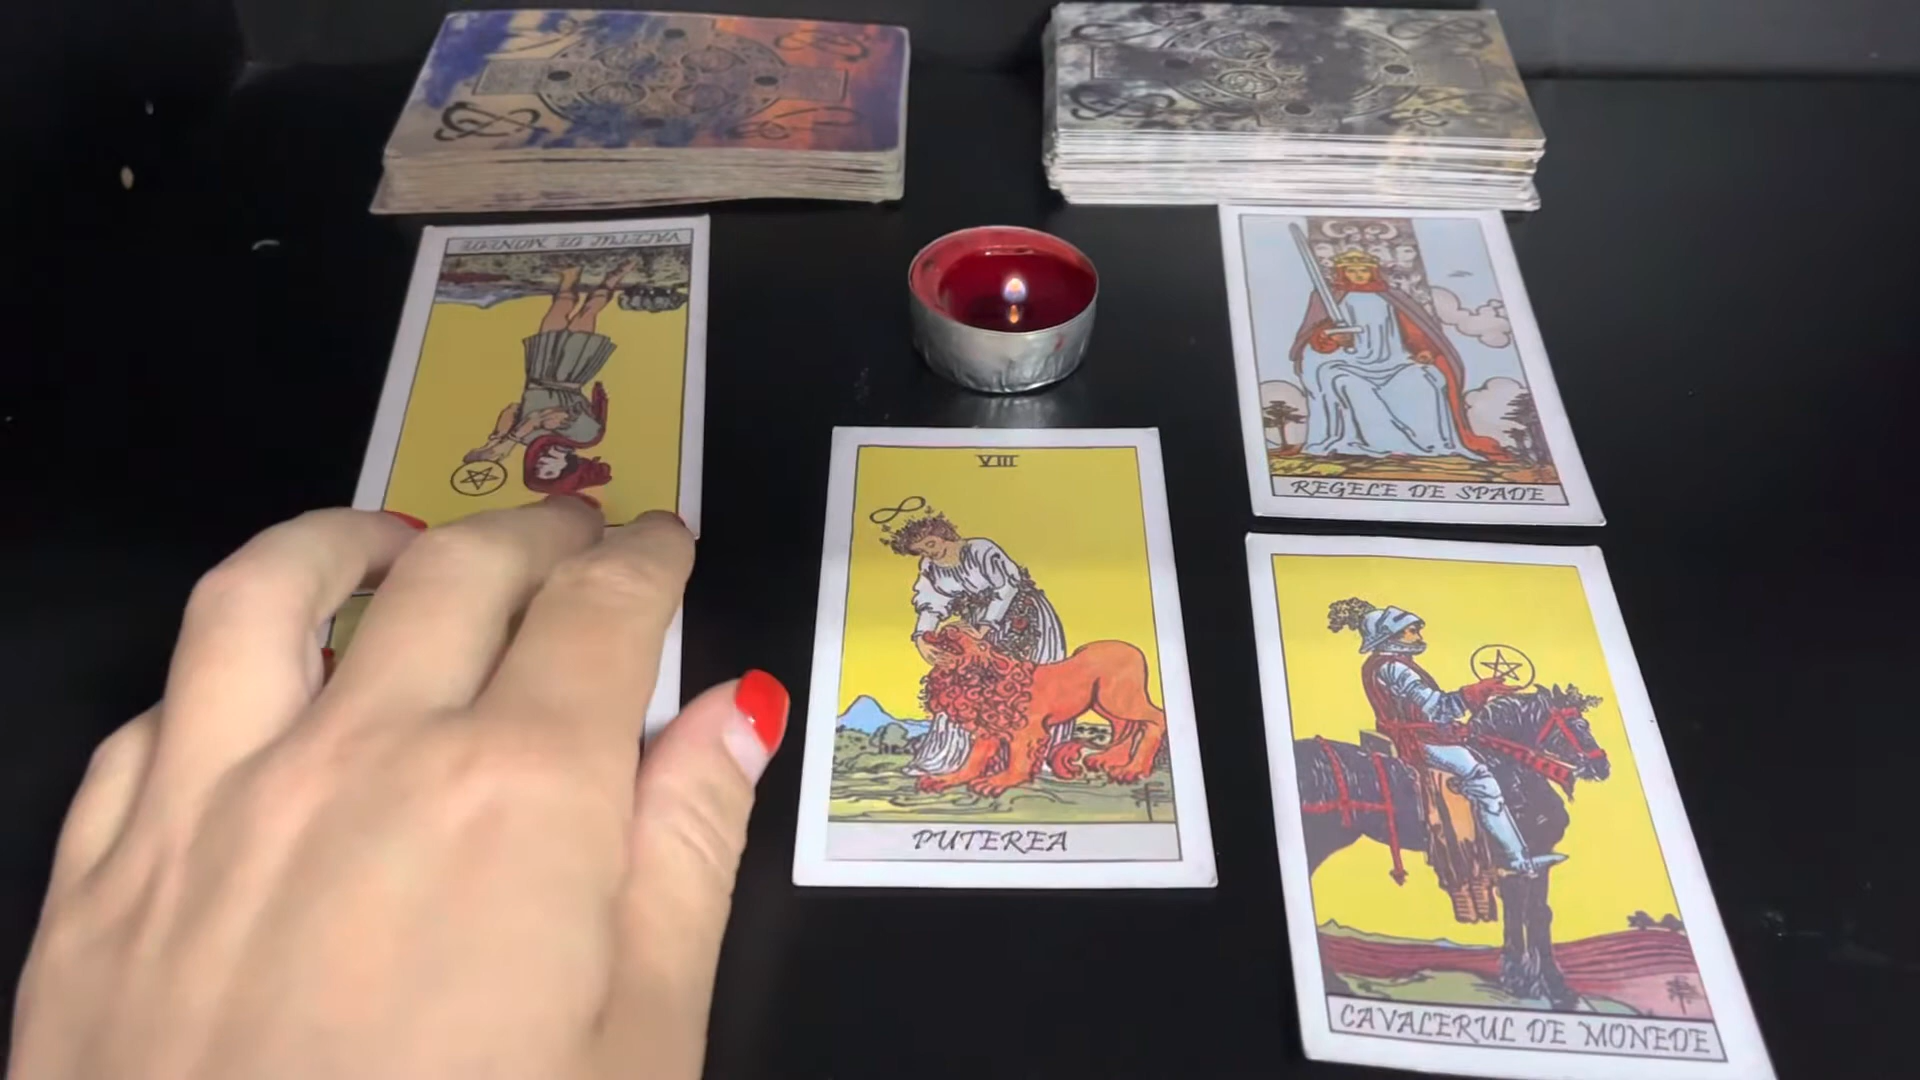 VALETUL DE MONEDE
REGELE DE SPADE
VIII
PUTEREA
CAVALERUL DE MONEDE